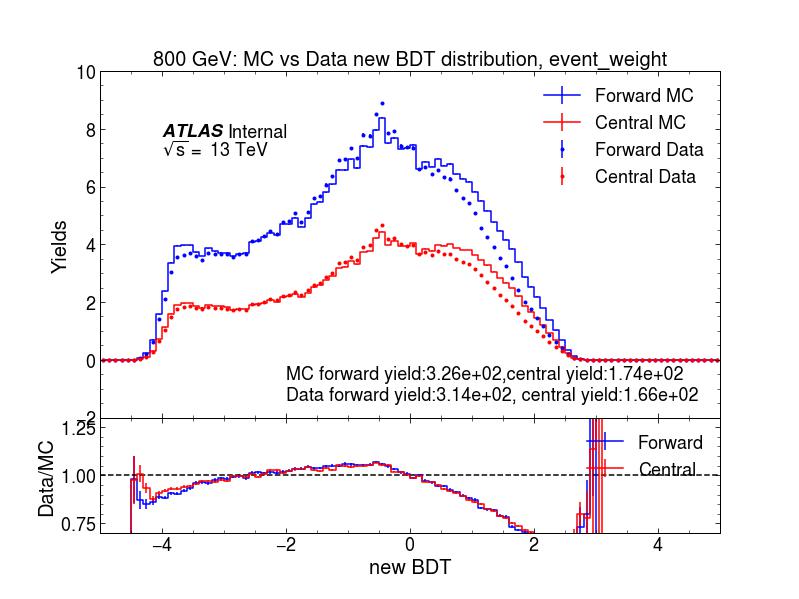 800 GeV: MC vs Data new BDT distribution, event_weight
10
8
6
4
2
0
−2
Yields
ATLAS Internal
√s = 13 TeV
Forward MC
Central MC
Forward Data
Central Data
MC forward yield:3.26e+02,central yield:1.74e+02
Data forward yield:3.14e+02, central yield:1.66e+02
1.25
1.00
0.75
Data/MC
Forward
Central
−4 −2 0 2 4
new BDT